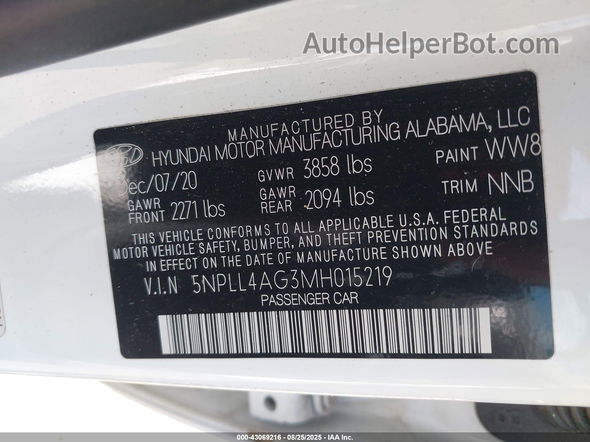 AutoHelperBot.com
MANUFACTURED BY
HYUNDAI MOTOR MANUFACTURING ALABAMA, LLC
Dec/07/20 GVWR 3858 lbs PAINT WW8
GAWR FRONT 2271 lbs GAWR REAR 2094 lbs TRIM NNB
THIS VEHICLE CONFORMS TO ALL APPLICABLE U.S.A. FEDERAL
MOTOR VEHICLE SAFETY, BUMPER, AND THEFT PREVENTION STANDARDS
IN EFFECT ON THE DATE OF MANUFACTURE SHOWN ABOVE
V.I.N 5NPLL4AG3MH015219
PASSENGER CAR
000-43069216 - 08/25/2025 - IAA Inc.